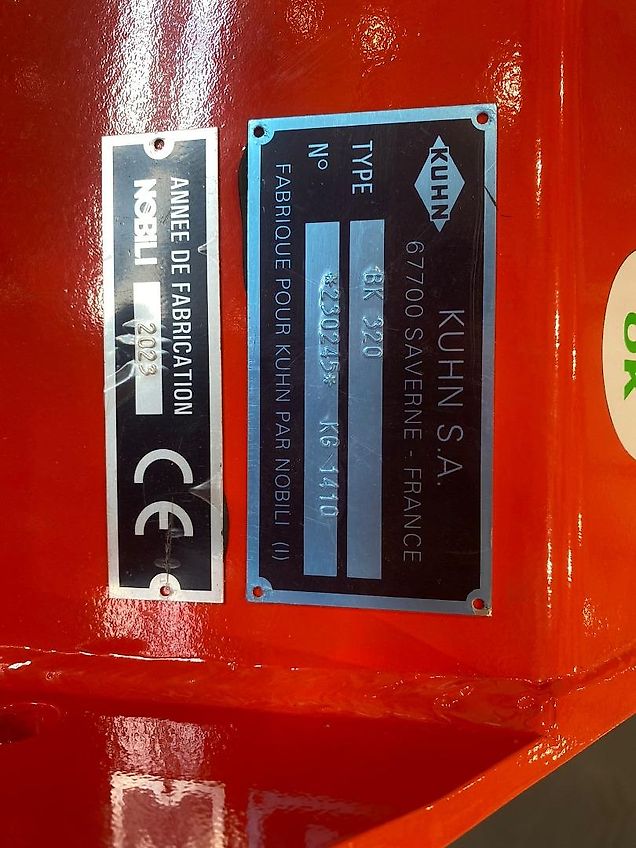 KUHN
KUHN S.A.
67700 SAVERNE - FRANCE
TYPE BK 320
N° *230245* KG 1410
FABRIQUE POUR KUHN PAR NOBILI (I)
ANNEE DE FABRICATION
NOBILI 2023
CE
OK